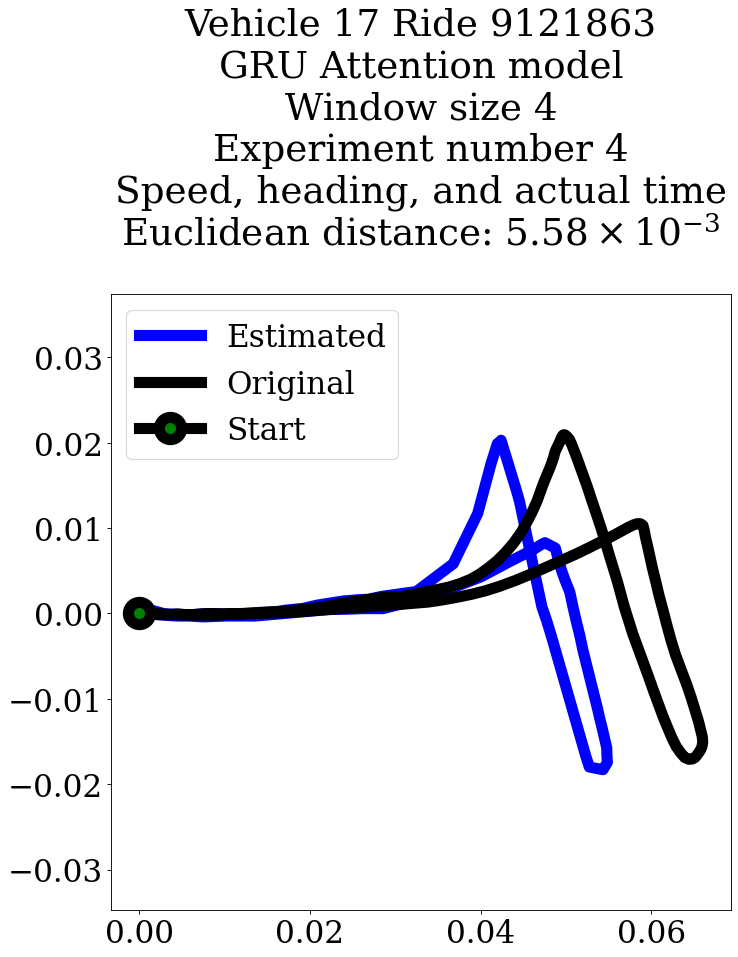 Vehicle 17 Ride 9121863
GRU Attention model
Window size 4
Experiment number 4
Speed, heading, and actual time
Euclidean distance: 5.58 × 10⁻³
Estimated
Original
Start
0.03
0.02
0.01
0.00
−0.01
−0.02
−0.03
0.00 0.02 0.04 0.06